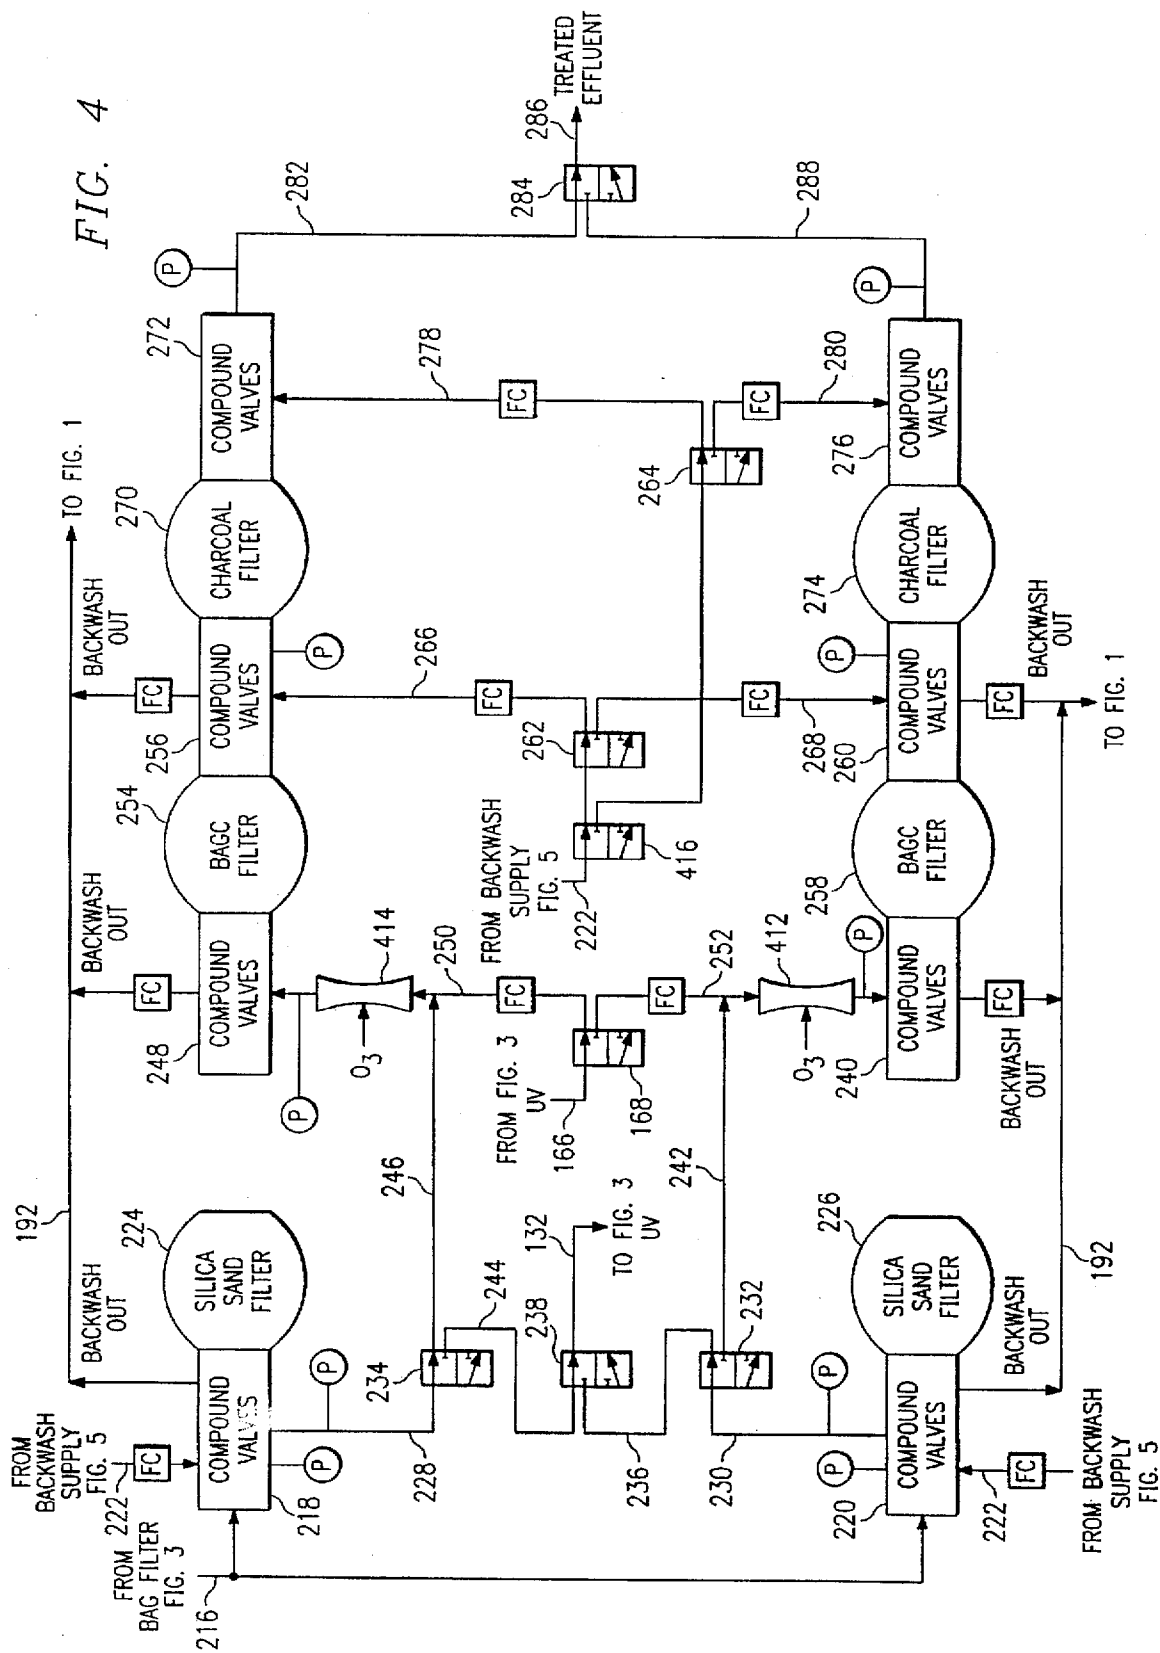 FIG. 4
192
TO FIG. 1
BACKWASH
OUT
BACKWASH
OUT
BACKWASH
OUT
FROM
BACKWASH
SUPPLY
FIG. 5
222
FC
FC
FC
FROM
BAG FILTER
FIG. 3
216
COMPOUND
VALVES
218
SILICA
SAND
FILTER
224
COMPOUND
VALVES
248
BAGC
FILTER
254
COMPOUND
VALVES
256
CHARCOAL
FILTER
270
COMPOUND
VALVES
272
P
P
P
P
P
282
228
234
246
244
O3
414
250
FC
266
FC
278
FC
FROM BACKWASH
SUPPLY
FIG. 5
222
416
262
264
284
286
TREATED
EFFLUENT
FROM FIG. 3
UV
166
168
238
132
TO FIG. 3
UV
236
230
232
242
FC
252
O3
412
FC
268
FC
280
288
P
P
P
P
P
COMPOUND
VALVES
220
SILICA
SAND
FILTER
226
COMPOUND
VALVES
240
BAGC
FILTER
258
COMPOUND
VALVES
260
CHARCOAL
FILTER
274
COMPOUND
VALVES
276
222
FC
FROM BACKWASH
SUPPLY
FIG. 5
BACKWASH
OUT
192
FC
BACKWASH
OUT
FC
BACKWASH
OUT
TO FIG. 1